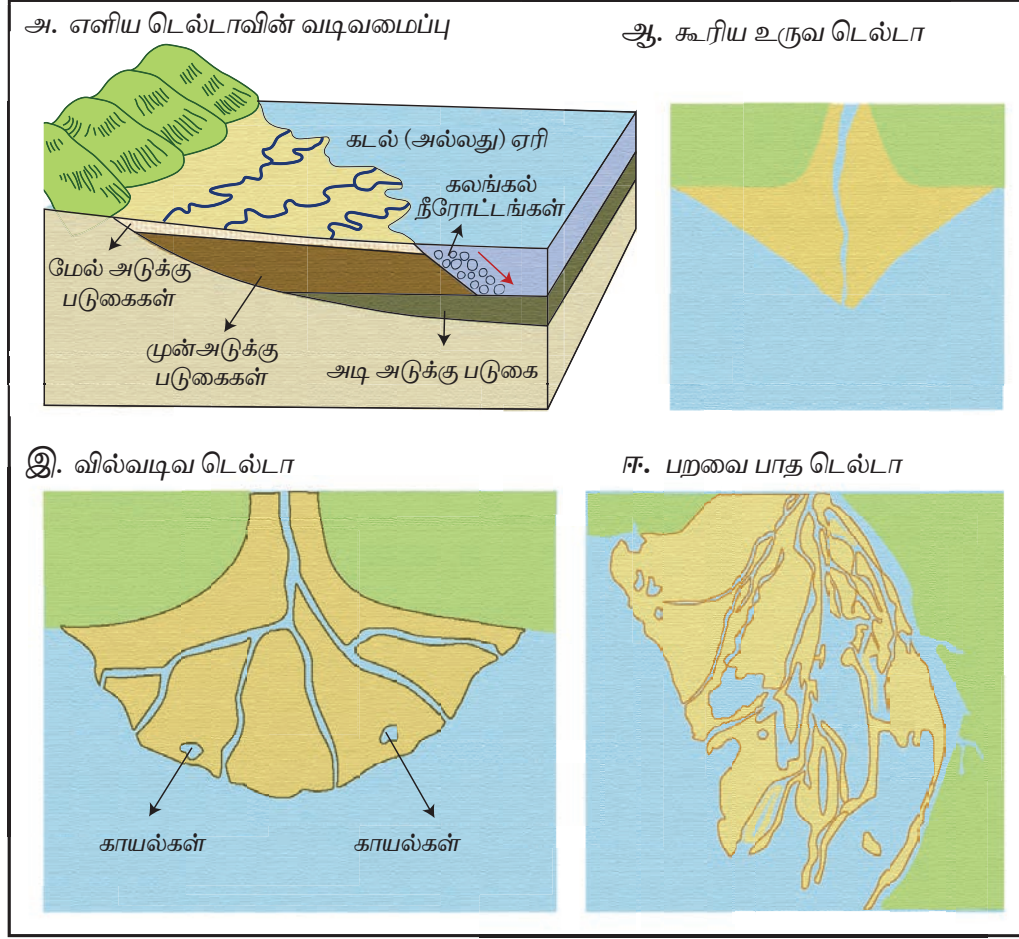 அ. எளிய டெல்டாவின் வடிவமைப்பு
ஆ. கூரிய உருவ டெல்டா
கடல் (அல்லது) ஏரி
கலங்கல்
நீரோட்டங்கள்
மேல் அடுக்கு
படுகைகள்
முன்அடுக்கு
படுகைகள்
அடி அடுக்கு படுகை
இ. வில்வடிவ டெல்டா
ஈ. பறவை பாத டெல்டா
காயல்கள்
காயல்கள்